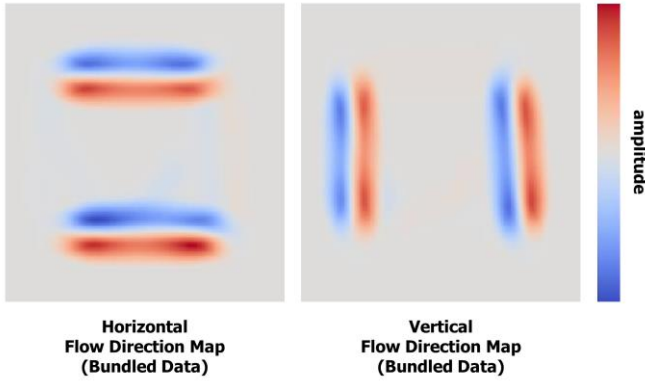 amplitude
Horizontal
Flow Direction Map
(Bundled Data)
Vertical
Flow Direction Map
(Bundled Data)